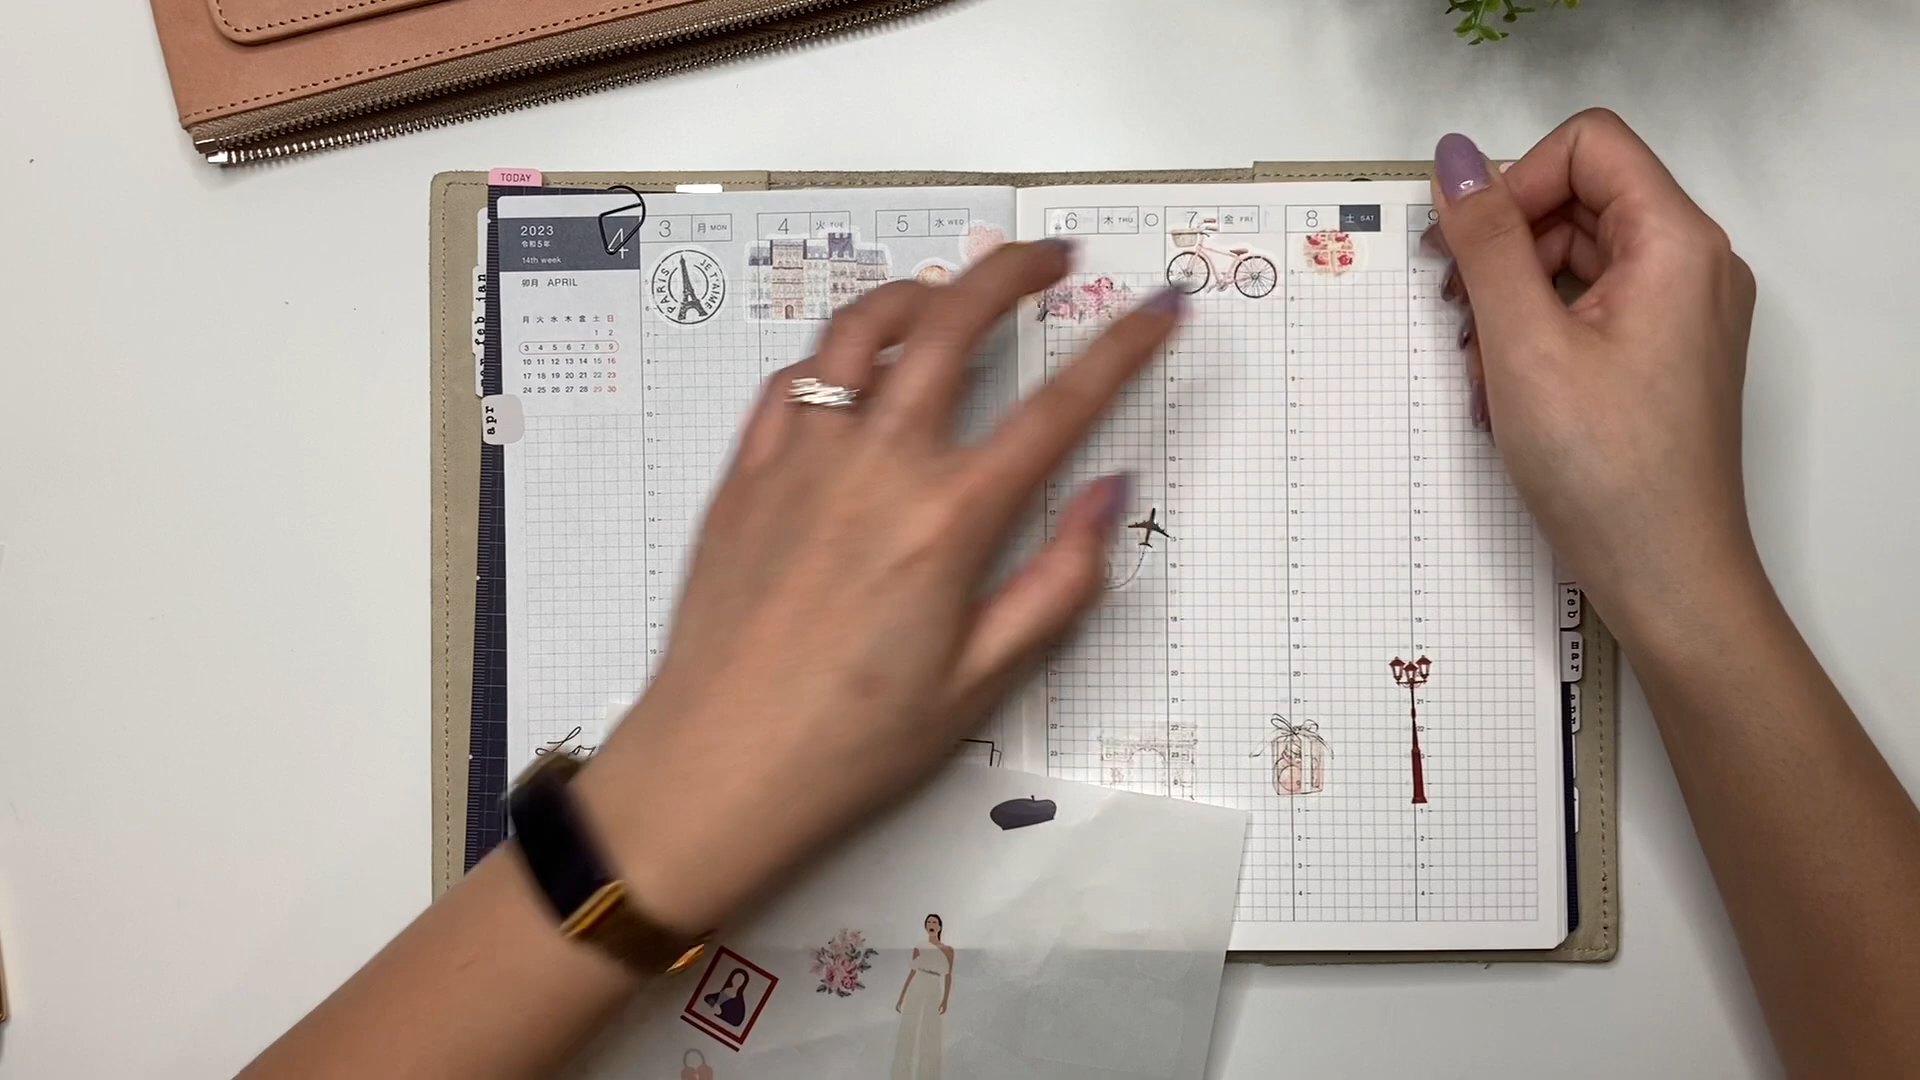 TODAY
2023
令和5年
14th week
4
卯月 APRIL
月 火 水 木 金 土 日
1 2
3 4 5 6 7 8 9
10 11 12 13 14 15 16
17 18 19 20 21 22 23
24 25 26 27 28 29 30
3 月 MON
4 火 TUE
5 水 WED
6 木 THU
7 金 FRI
8 土 SAT
9
PARIS JE T'AIME
jan
feb
apr
feb
mar
apr